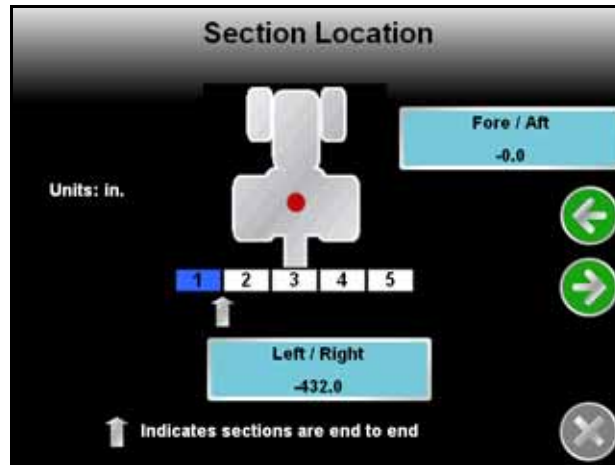 Section Location
Fore / Aft
-0.0
Units: in.
1 2 3 4 5
Left / Right
-432.0
Indicates sections are end to end